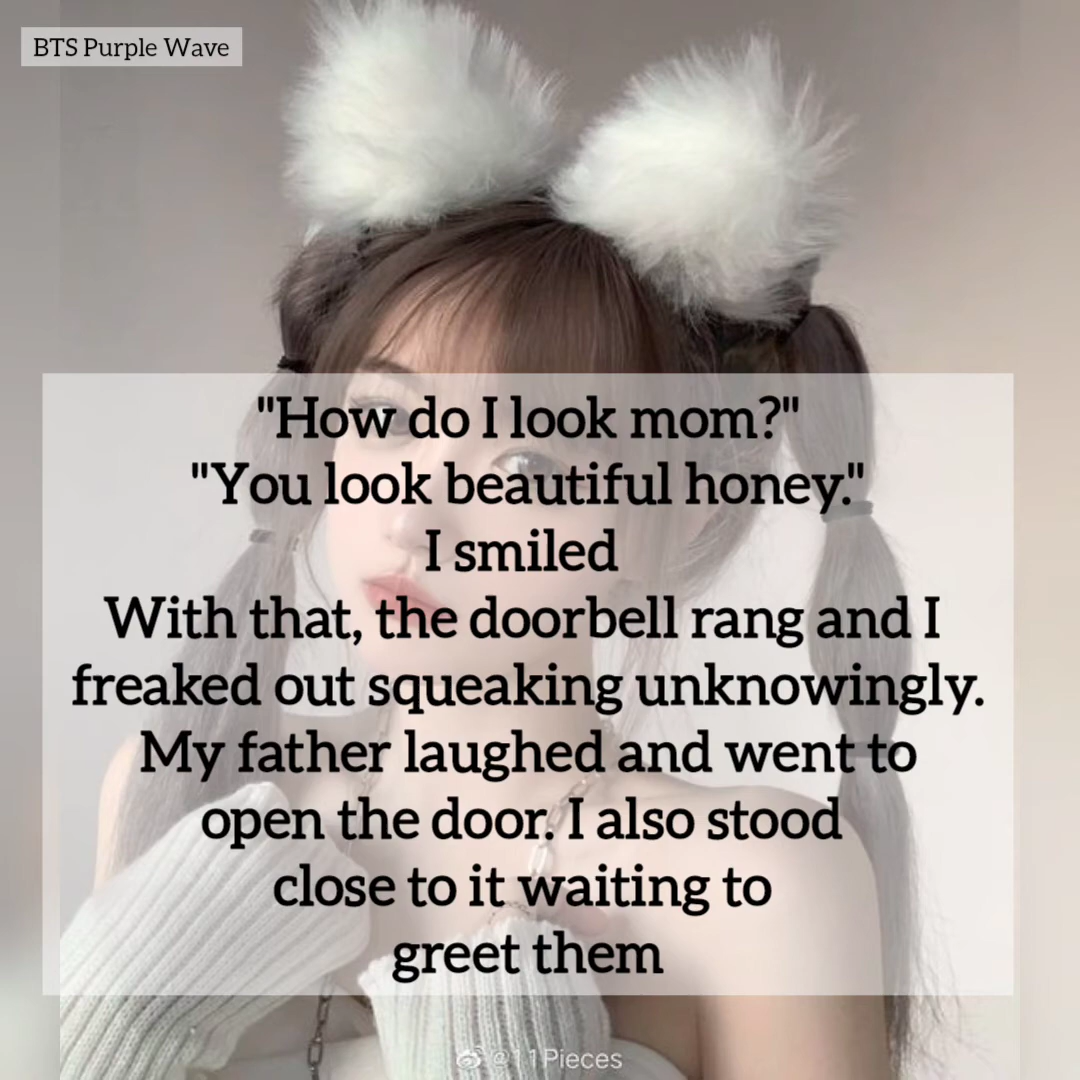 BTS Purple Wave
"How do I look mom?"
"You look beautiful honey."
I smiled
With that, the doorbell rang and I
freaked out squeaking unknowingly.
My father laughed and went to
open the door. I also stood
close to it waiting to
greet them
@11Pieces